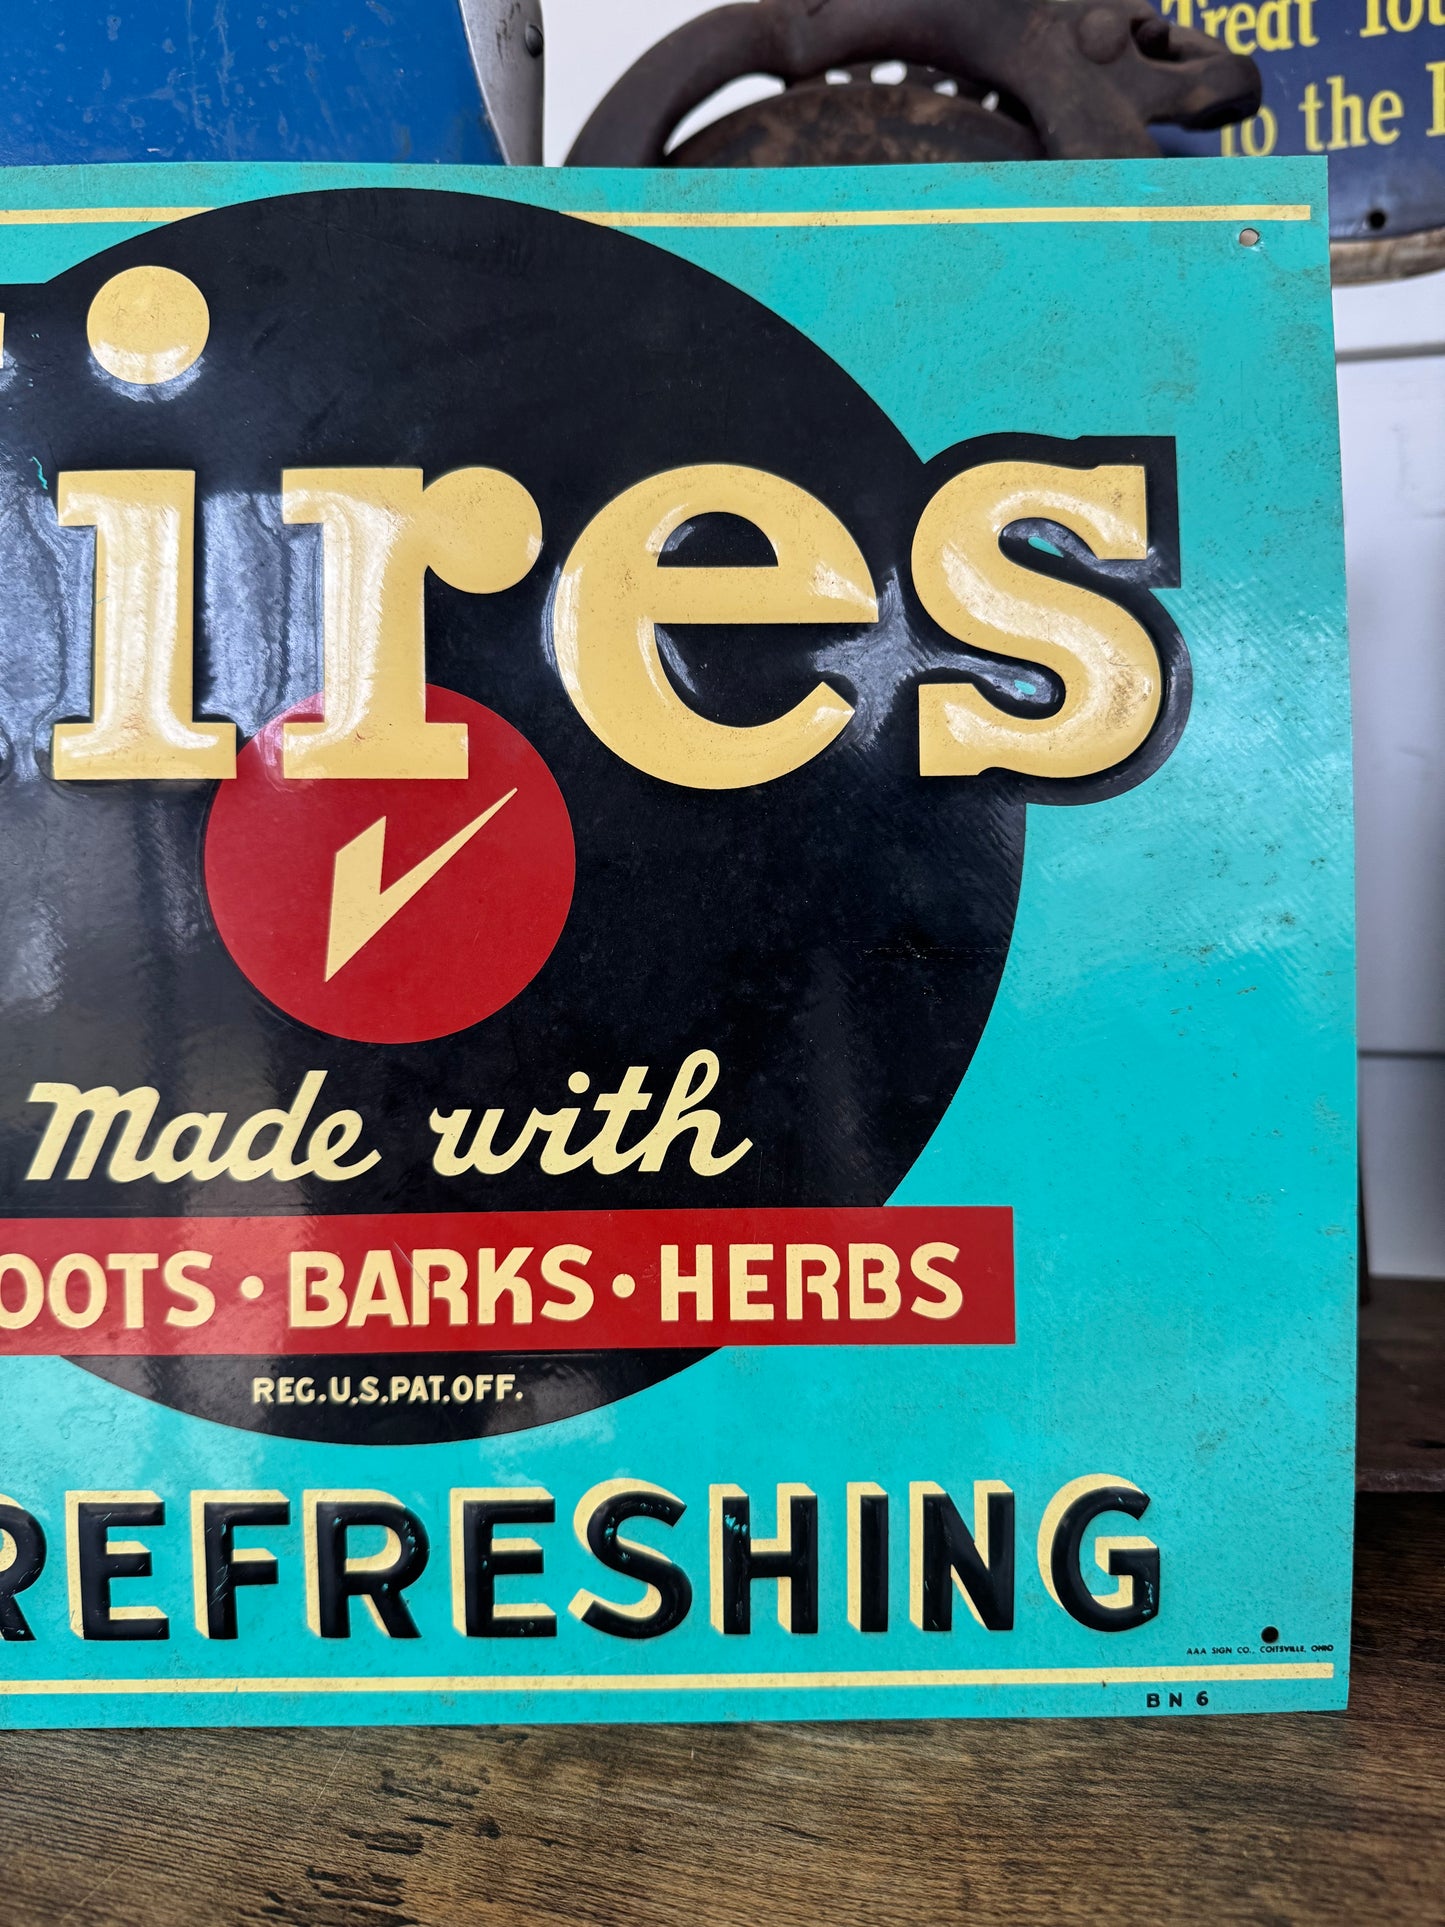 Treat You
to the
ires
Made with
OOTS • BARKS • HERBS
REG. U.S. PAT. OFF.
REFRESHING
AAA SIGN CO., COITSVILLE, OHIO
BN 6